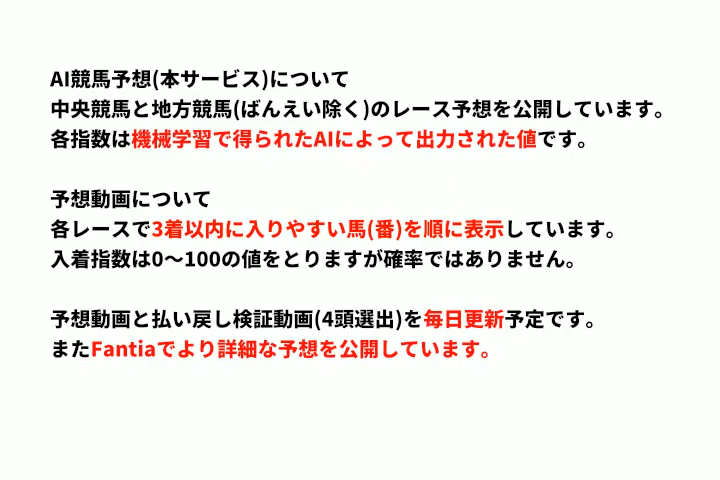 AI競馬予想(本サービス)について
中央競馬と地方競馬(ばんえい除く)のレース予想を公開しています。
各指数は機械学習で得られたAIによって出力された値です。
予想動画について
各レースで3着以内に入りやすい馬(番)を順に表示しています。
入着指数は0〜100の値をとりますが確率ではありません。
予想動画と払い戻し検証動画(4頭選出)を毎日更新予定です。
またFantiaでより詳細な予想を公開しています。